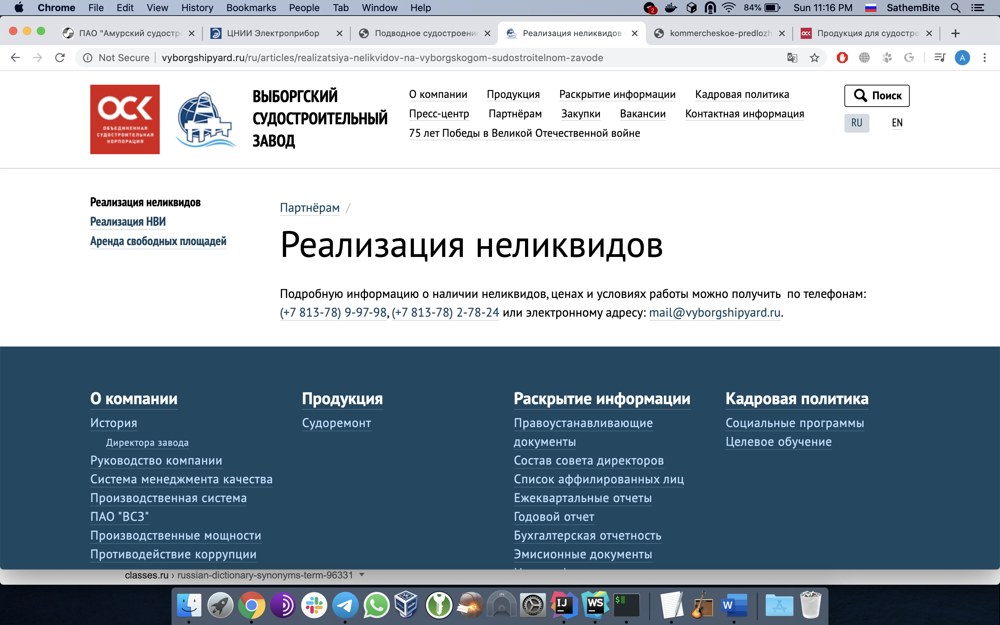 Chrome File Edit View History Bookmarks People Tab Window Help 2 84% Sun 11:16 PM SathemBite
ПАО "Амурский судостро ЦНИИ Электроприбор Подводное судостроение Реализация неликвидов kommercheskoe-predlozh ОСК Продукция для судостро
Not Secure vyborgshipyard.ru/ru/articles/realizatsiya-nelikvidov-na-vyborgskogom-sudostroitelnom-zavode A
ОСК
ОБЪЕДИНЕННАЯ
СУДОСТРОИТЕЛЬНАЯ
КОРПОРАЦИЯ
ВЫБОРГСКИЙ
СУДОСТРОИТЕЛЬНЫЙ
ЗАВОД
О компании Продукция Раскрытие информации Кадровая политика
Пресс-центр Партнёрам Закупки Вакансии Контактная информация
75 лет Победы в Великой Отечественной войне
Поиск
RU EN
Реализация неликвидов
Реализация НВИ
Аренда свободных площадей
Партнёрам /
Реализация неликвидов
Подробную информацию о наличии неликвидов, ценах и условиях работы можно получить по телефонам:
(+7 813-78) 9-97-98, (+7 813-78) 2-78-24 или электронному адресу: mail@vyborgshipyard.ru.
О компании
История
Директора завода
Руководство компании
Система менеджмента качества
Производственная система
ПАО "ВСЗ"
Производственные мощности
Противодействие коррупции
Продукция
Судоремонт
Раскрытие информации
Правоустанавливающие
документы
Состав совета директоров
Список аффилированных лиц
Ежеквартальные отчеты
Годовой отчет
Бухгалтерская отчетность
Эмисионные документы
Кадровая политика
Социальные программы
Целевое обучение
classes.ru › russian-dictionary-synonyms-term-96331
VPN IJ WS $ W